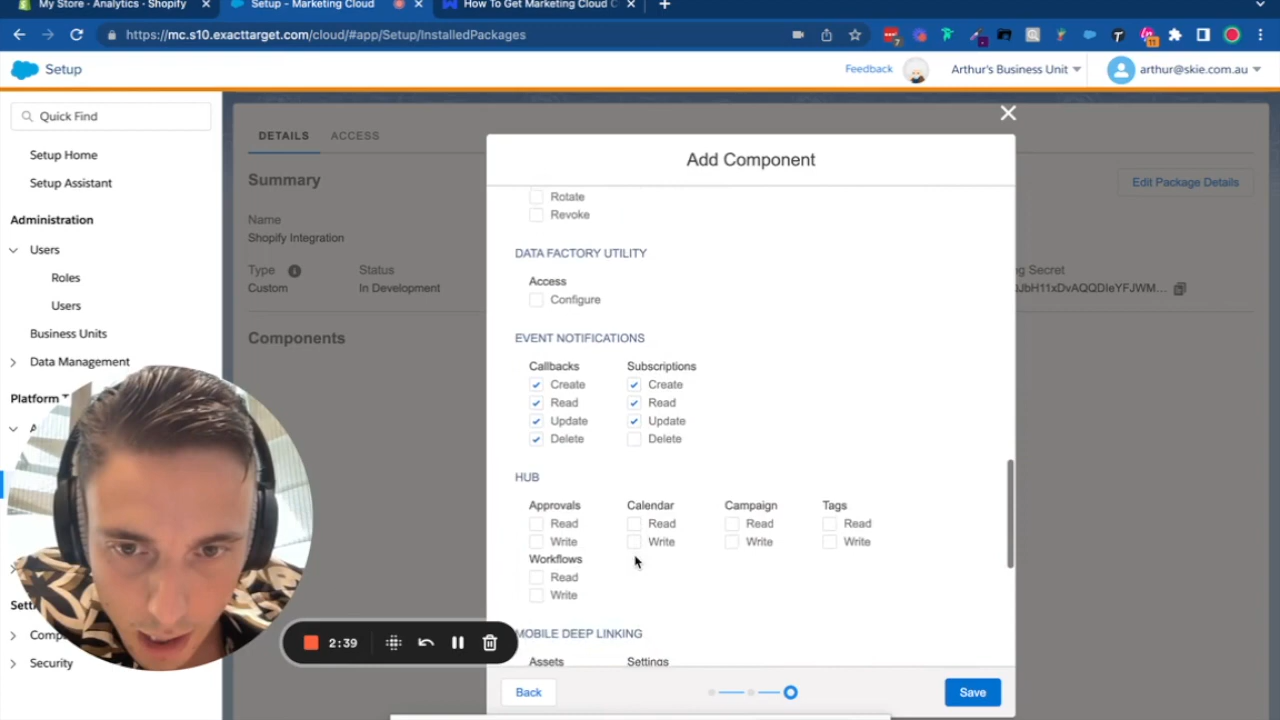 My Store - Analytics · Shopify
Setup - Marketing Cloud
How To Get Marketing Cloud C
https://mc.s10.exacttarget.com/cloud/#app/Setup/InstalledPackages
7
11
Setup
Feedback
Arthur's Business Unit
arthur@skie.com.au
Quick Find
Setup Home
Setup Assistant
Administration
Users
Roles
Users
Business Units
Data Management
Platform
Security
DETAILS
ACCESS
Summary
Edit Package Details
Name
Shopify Integration
Type
Status
Custom
In Development
Components
Add Component
Rotate
Revoke
DATA FACTORY UTILITY
Access
Configure
EVENT NOTIFICATIONS
Callbacks Subscriptions
Create Create
Read Read
Update Update
Delete Delete
HUB
Approvals Calendar Campaign Tags
Read Read Read Read
Write Write Write Write
Workflows
Read
Write
MOBILE DEEP LINKING
Assets Settings
Back
Save
2:39